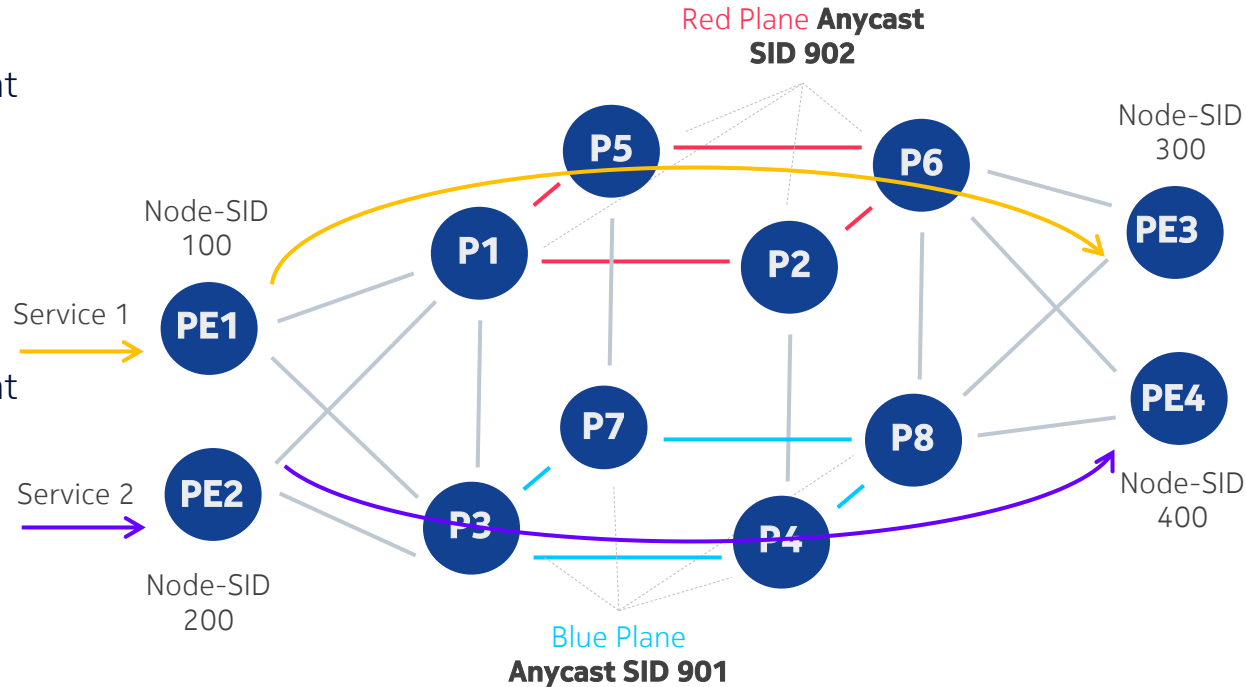 Red Plane Anycast
SID 902
nt
Node-SID
300
P5
P6
Node-SID
100
PE3
P1
P2
Service 1
PE1
nt
PE4
P7
P8
Service 2
PE2
Node-SID
400
P3
P4
Node-SID
200
Blue Plane
Anycast SID 901